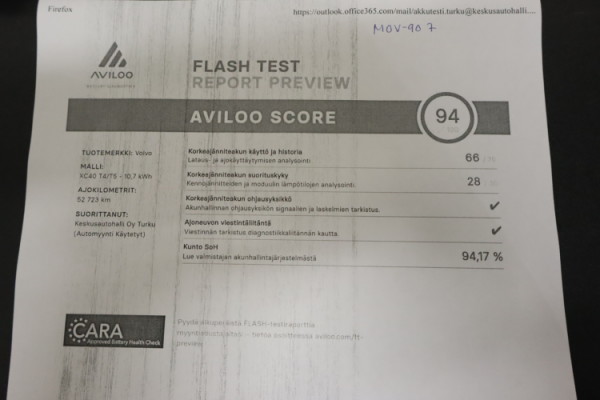 Firefox
https://outlook.office365.com/mail/akkutesti.turku@keskusautohalli....
MOV-907
AVILOO
FLASH TEST
REPORT PREVIEW
AVILOO SCORE
94
TUOTEMERKKI: Volvo
MALLI:
XC40 T4/T5 - 10,7 kWh
AJOKILOMETRIT:
52 723 km
SUORITTANUT:
Keskusautohalli Oy Turku
(Automyynti Käytetyt)
Korkeajänniteakun käyttö ja historia
Lataus- ja ajokäyttäytymisen analysointi
66
Korkeajänniteakun suorituskyky
Kennojännitteiden ja moduulin lämpötilojen analysointi.
28
Korkeajänniteakun ohjausyksikkö
Akunhallinnan ohjausyksikön signaalien ja laskelmien tarkistus.
✔
Ajoneuvon viestintäliitäntä
Viestinnän tarkistus diagnostiikkaliitännän kautta.
✔
Kunto SoH
Lue valmistajan akunhallintajärjestelmästä
94,17 %
CARA
Approved Battery Health Check
FLASH-testiraporttia
preview